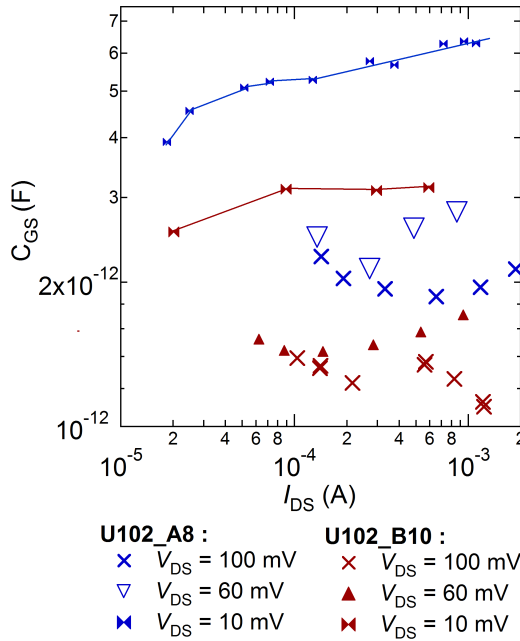 7
6
5
4
3
2x10⁻¹²
10⁻¹²
C_GS (F)
10⁻⁵ 2 4 6 8 10⁻⁴ 2 4 6 8 10⁻³ 2
I_DS (A)
U102_A8 : U102_B10 :
V_DS = 100 mV V_DS = 100 mV
V_DS = 60 mV V_DS = 60 mV
V_DS = 10 mV V_DS = 10 mV